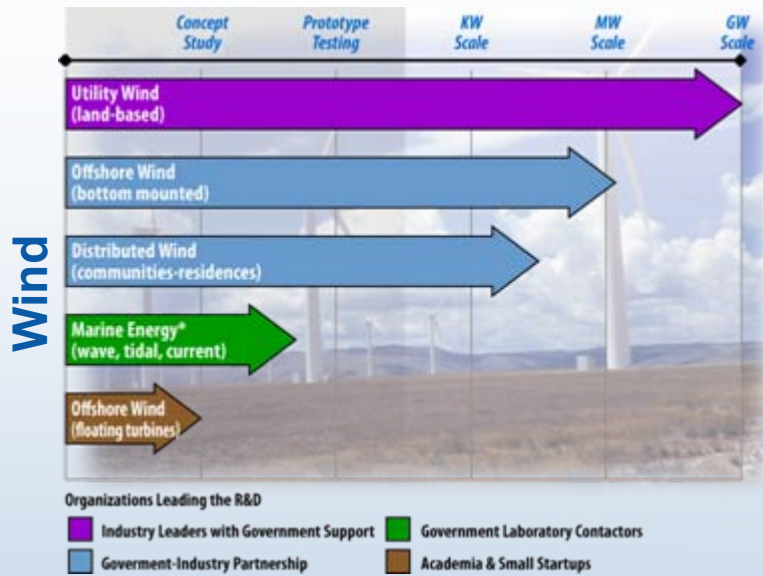 Concept Prototype KW MW GW
Study Testing Scale Scale Scale
Wind
Utility Wind
(land-based)
Offshore Wind
(bottom mounted)
Distributed Wind
(communities-residences)
Marine Energy*
(wave, tidal, current)
Offshore Wind
(floating turbines)
Organizations Leading the R&D
Industry Leaders with Government Support
Government Laboratory Contactors
Goverment-Industry Partnership
Academia & Small Startups